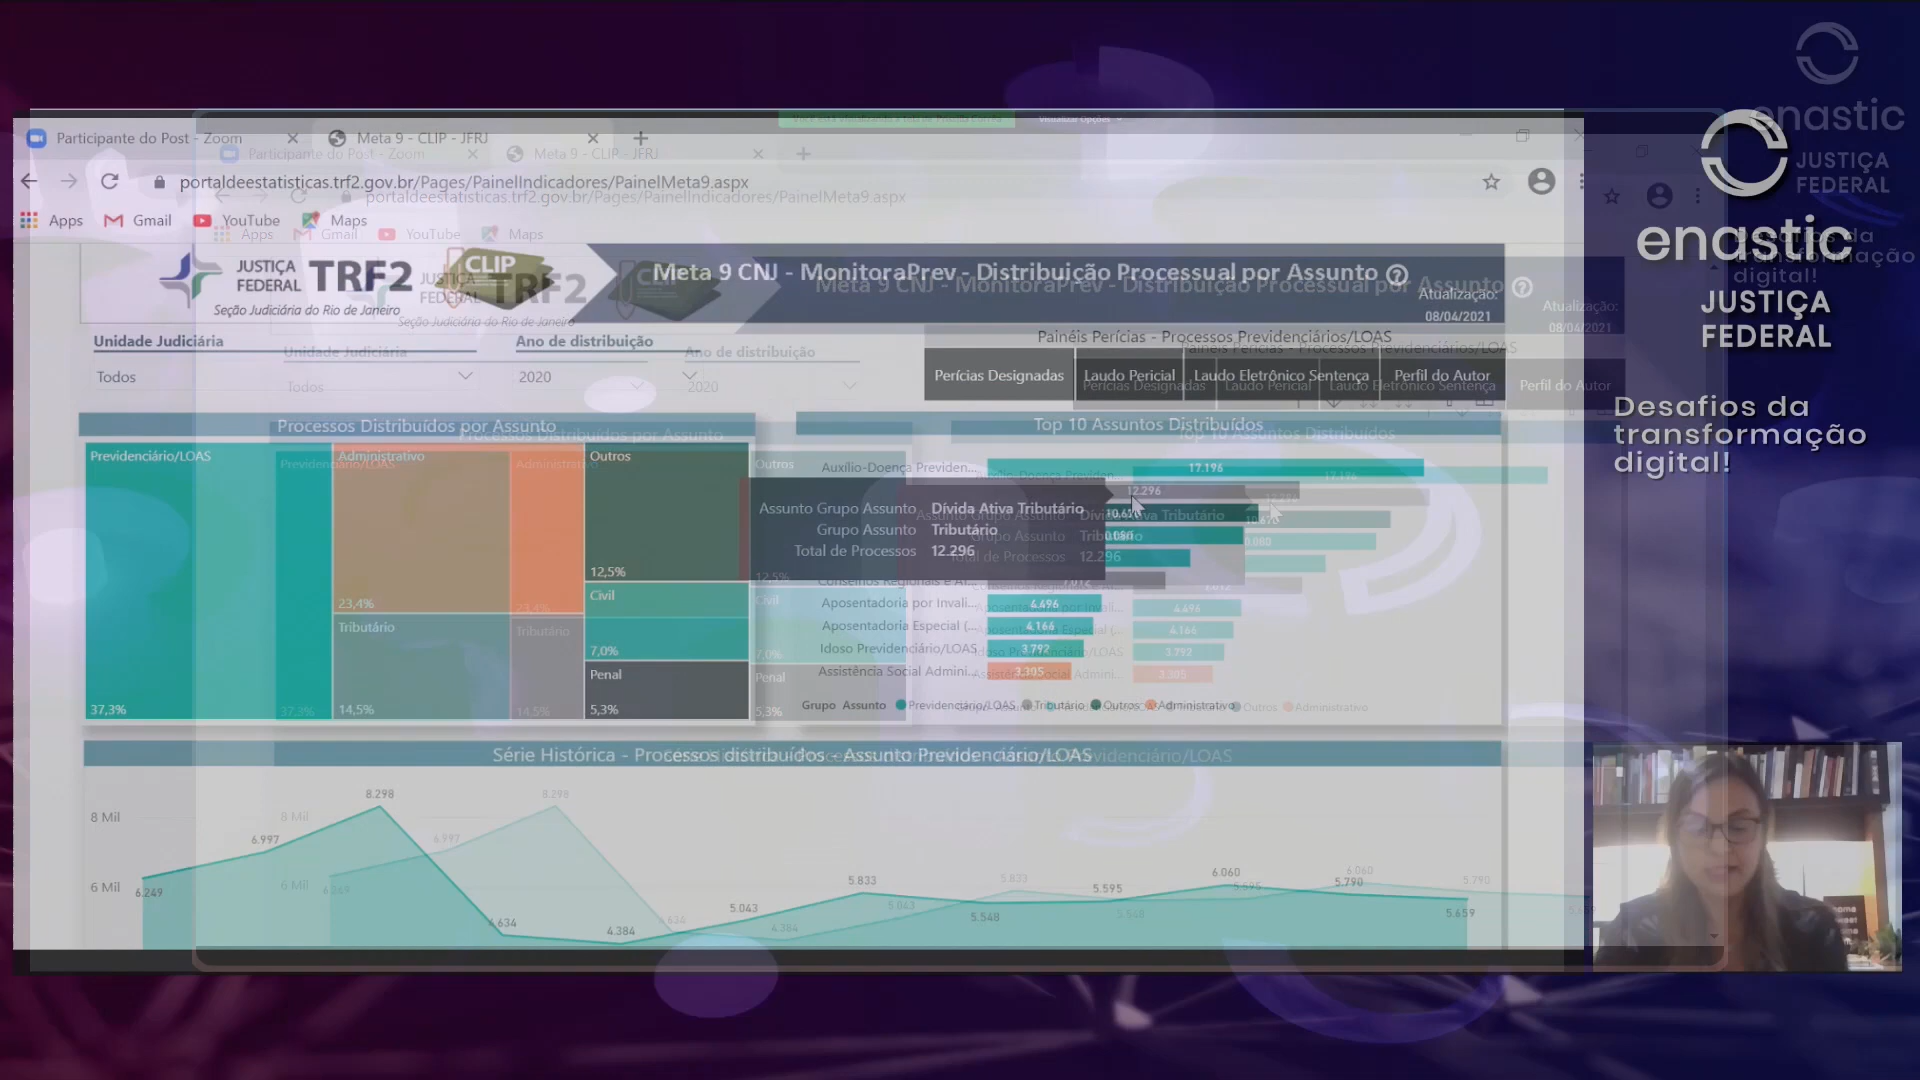 Participante do Post - Zoom
Meta 9 - CLIP - JFRJ
Visualizar Opções
portaldeestatisticas.trf2.gov.br/Pages/PainelIndicadores/PainelMeta9.aspx
Apps
Gmail
YouTube
Maps
JUSTIÇA
FEDERAL
TRF2
Seção Judiciária do Rio de Janeiro
CLIP
Meta 9 CNJ - MonitoraPrev - Distribuição Processual por Assunto
Atualização:
08/04/2021
Unidade Judiciária
Todos
Ano de distribuição
2020
Painéis Perícias - Processos Previdenciários/LOAS
Perícias Designadas
Laudo Pericial
Laudo Eletrônico Sentença
Perfil do Autor
Processos Distribuídos por Assunto
Previdenciário/LOAS
37,3%
Administrativo
23,4%
Tributário
14,5%
Outros
12,5%
Civil
7,0%
Penal
5,3%
Top 10 Assuntos Distribuídos
Auxílio-Doença Previden...
17.196
12.296
Assunto Grupo Assunto Dívida Ativa Tributário
Grupo Assunto Tributário
Total de Processos 12.296
Aposentadoria por Invali...
4.496
Aposentadoria Especial (...
4.166
Idoso Previdenciário/LOAS
3.792
Assistência Social Admini...
3.305
Grupo Assunto Previdenciário/LOAS Tributário Outros Administrativo
Série Histórica - Processos distribuídos - Assunto Previdenciário/LOAS
8 Mil
6 Mil
6.249
6.997
8.298
4.634
4.384
5.043
5.833
5.548
5.595
6.060
5.790
5.659
enastic
JUSTIÇA
FEDERAL
Desafios da
transformação
digital!